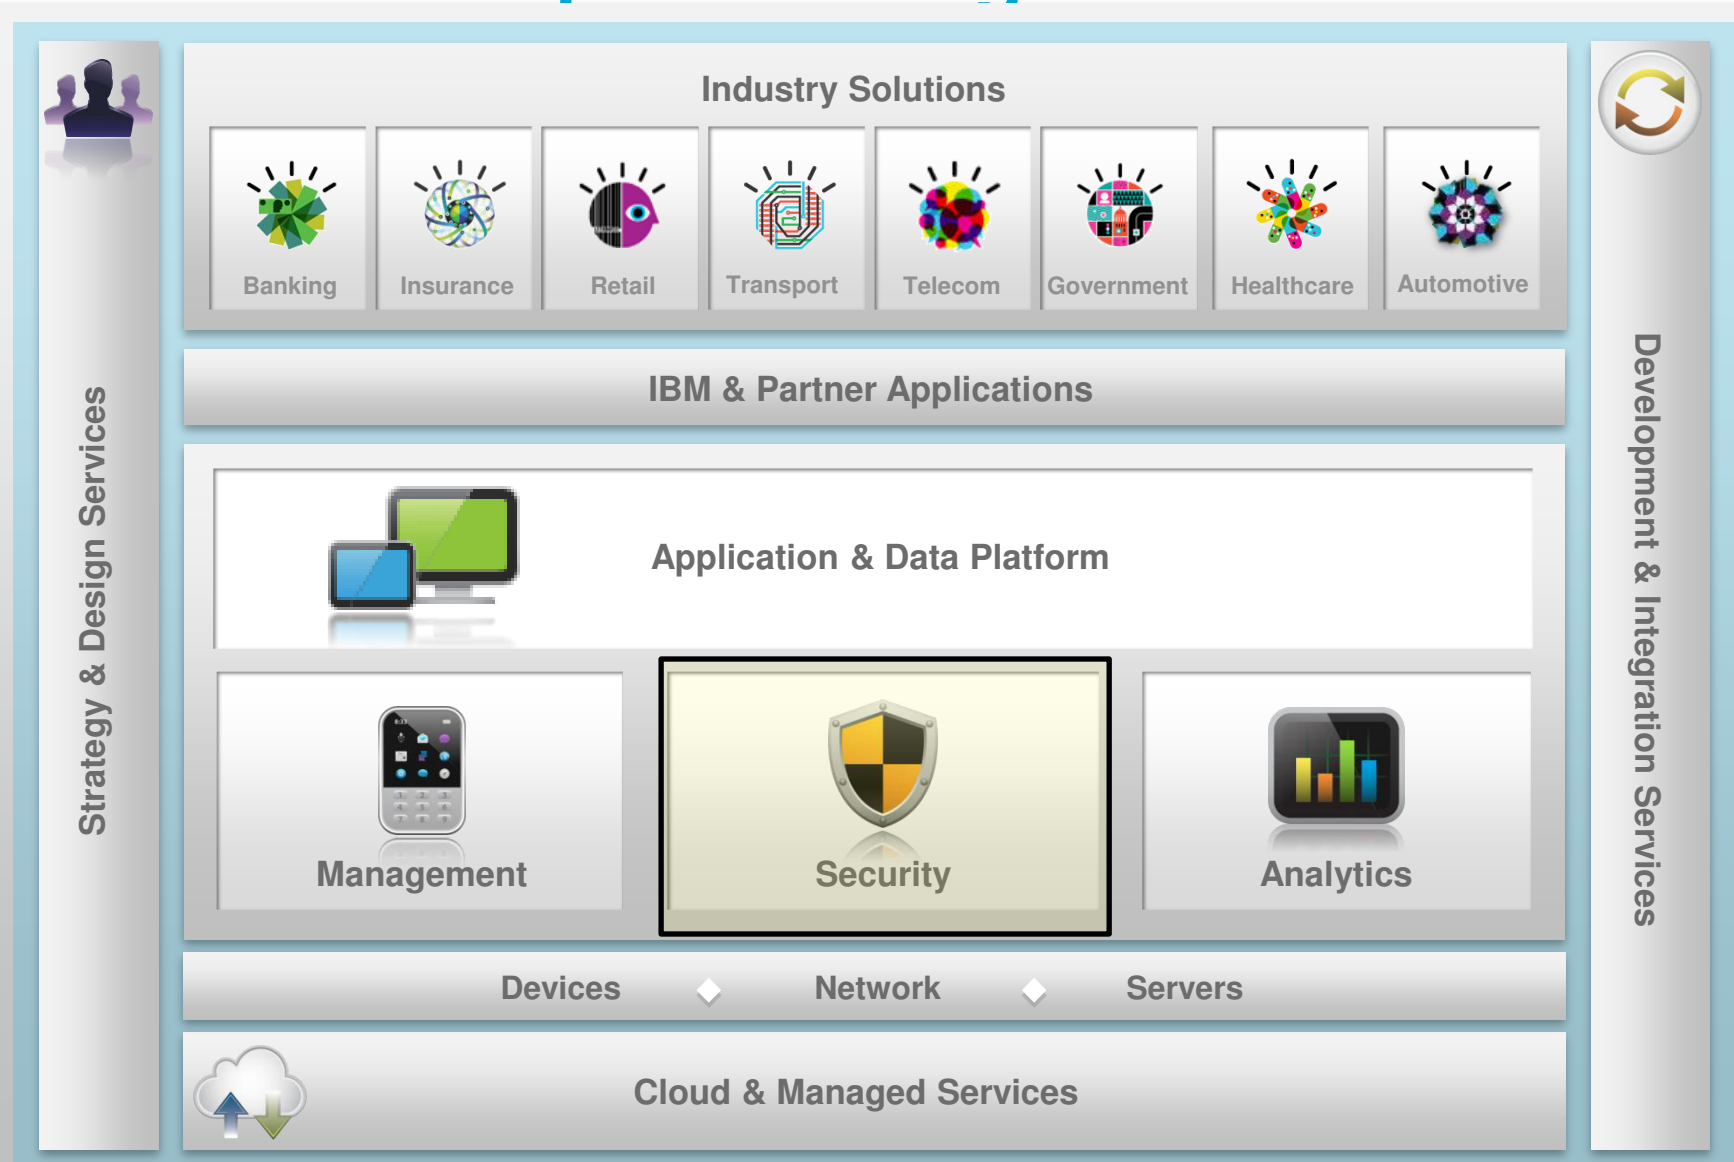 Industry Solutions
Banking
Insurance
Retail
Transport
Telecom
Government
Healthcare
Automotive
IBM & Partner Applications
Strategy & Design Services
Development & Integration Services
Application & Data Platform
Management
Security
Analytics
Devices
Network
Servers
Cloud & Managed Services